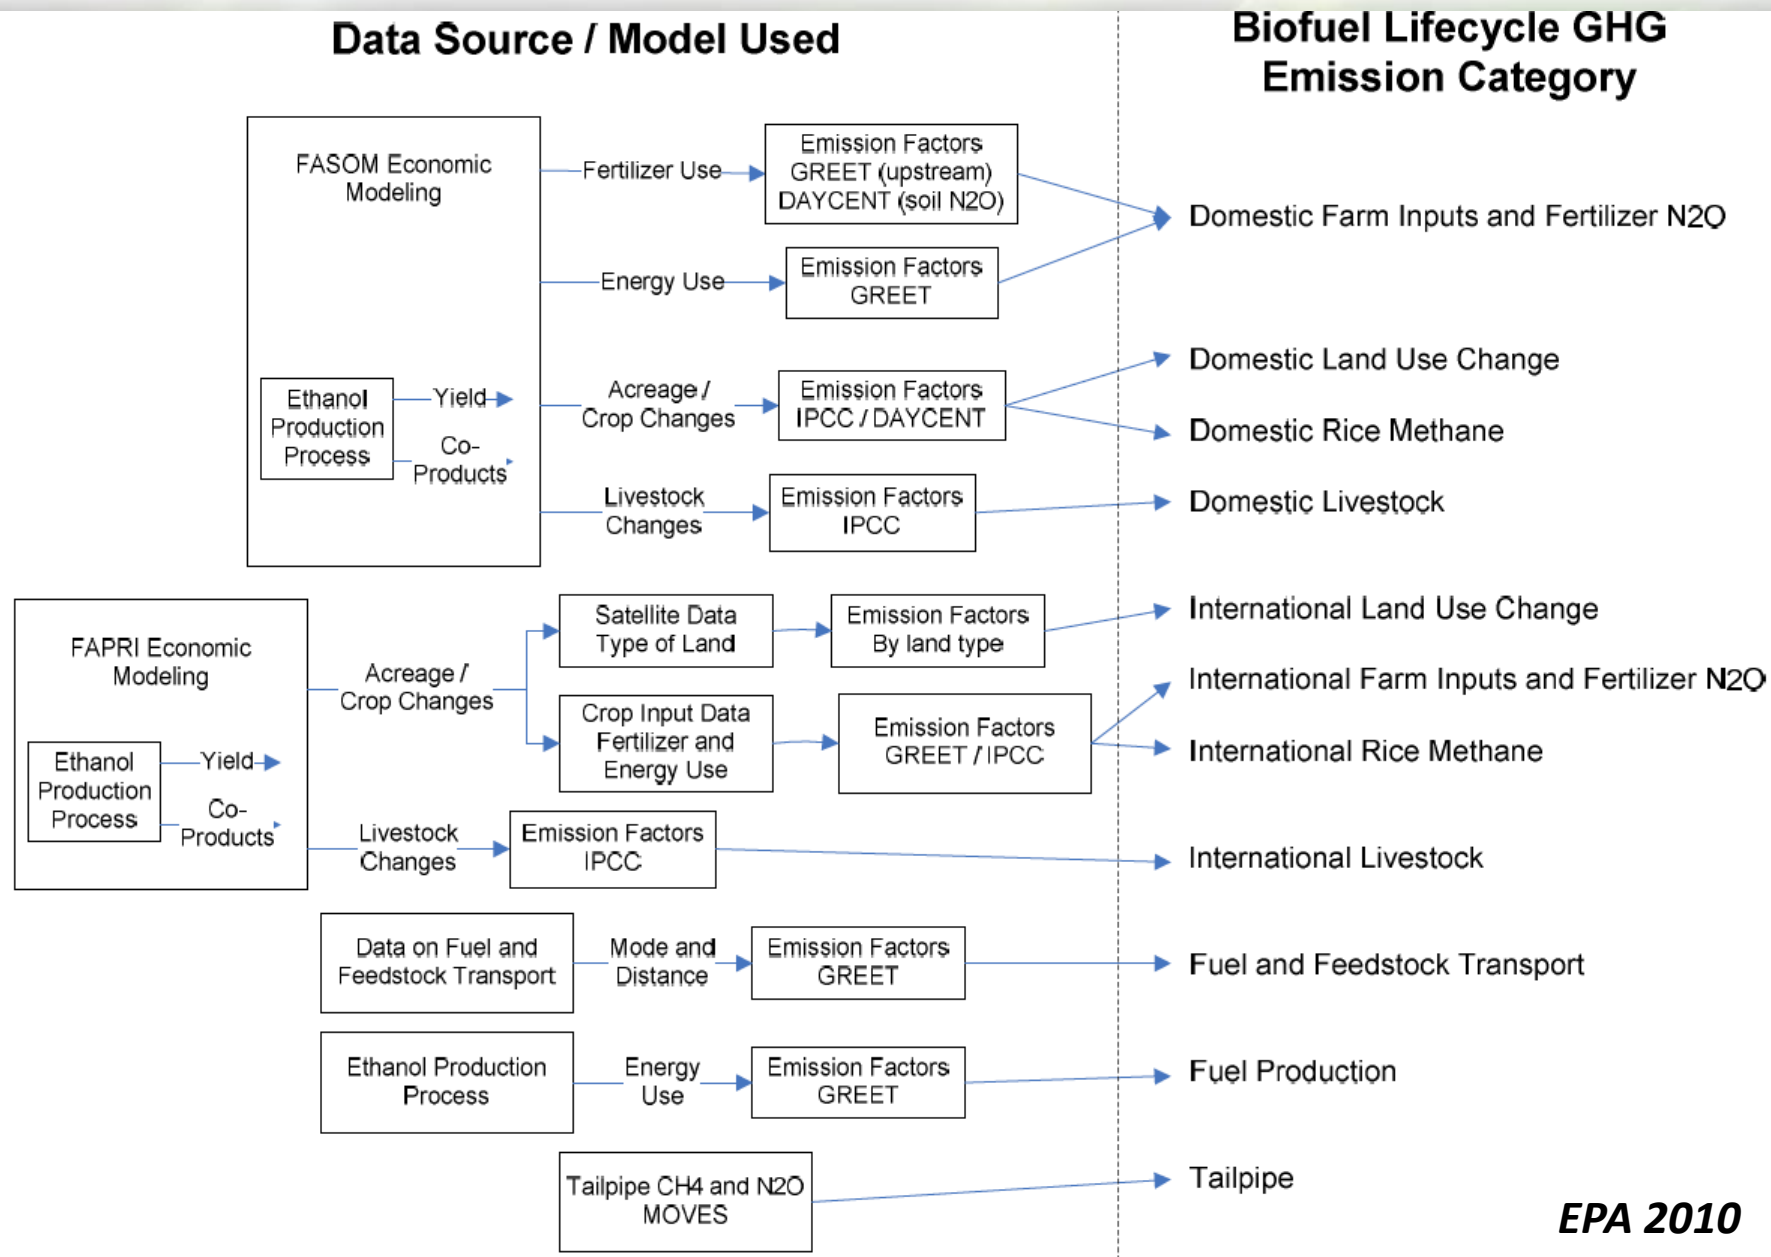 Data Source / Model Used
Biofuel Lifecycle GHG
Emission Category
FASOM Economic
Modeling
Fertilizer Use
Emission Factors
GREET (upstream)
DAYCENT (soil N2O)
Domestic Farm Inputs and Fertilizer N2O
Energy Use
Emission Factors
GREET
Ethanol
Production
Process
Yield
Co-
Products
Acreage /
Crop Changes
Emission Factors
IPCC / DAYCENT
Domestic Land Use Change
Domestic Rice Methane
Livestock
Changes
Emission Factors
IPCC
Domestic Livestock
FAPRI Economic
Modeling
Ethanol
Production
Process
Yield
Co-
Products
Acreage /
Crop Changes
Satellite Data
Type of Land
Emission Factors
By land type
International Land Use Change
Crop Input Data
Fertilizer and
Energy Use
Emission Factors
GREET / IPCC
International Farm Inputs and Fertilizer N2O
International Rice Methane
Livestock
Changes
Emission Factors
IPCC
International Livestock
Data on Fuel and
Feedstock Transport
Mode and
Distance
Emission Factors
GREET
Fuel and Feedstock Transport
Ethanol Production
Process
Energy
Use
Emission Factors
GREET
Fuel Production
Tailpipe CH4 and N2O
MOVES
Tailpipe
EPA 2010